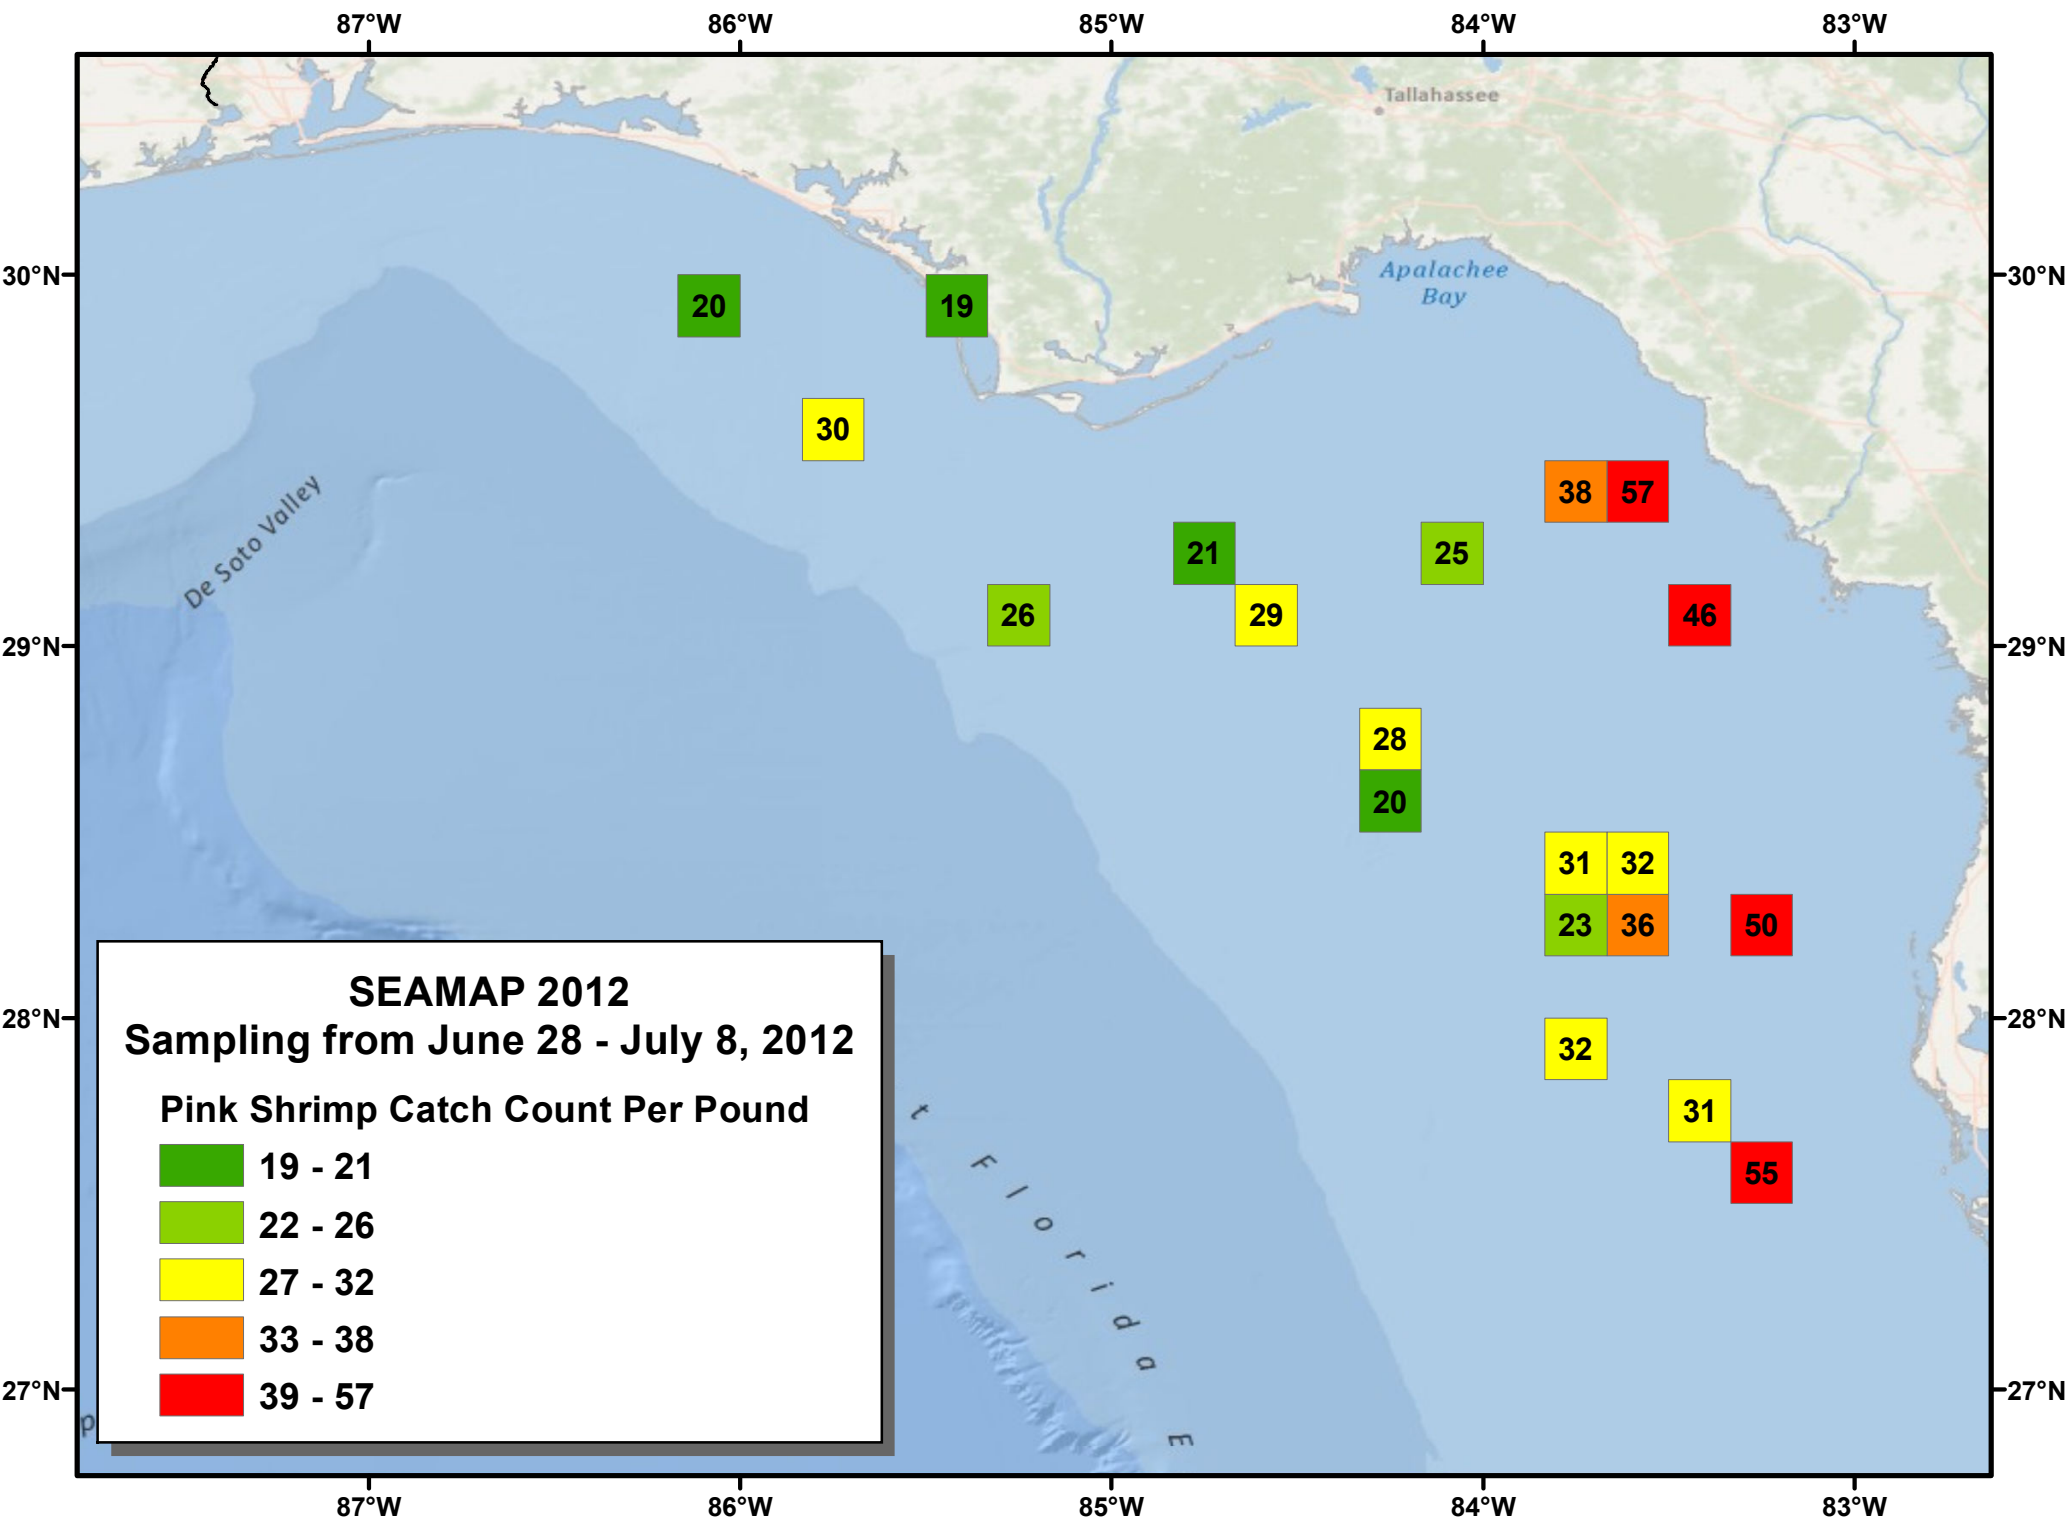 87°W 86°W 85°W 84°W 83°W
Tallahassee
Apalachee
Bay
30°N 30°N
20 19
30
De Soto Valley
38 57
21 25
26 29 46
29°N 29°N
28
20
31 32
23 36 50
28°N 28°N
32
31
55
SEAMAP 2012
Sampling from June 28 - July 8, 2012
Pink Shrimp Catch Count Per Pound
19 - 21
22 - 26
27 - 32
33 - 38
39 - 57
t Florida E
p
27°N 27°N
87°W 86°W 85°W 84°W 83°W